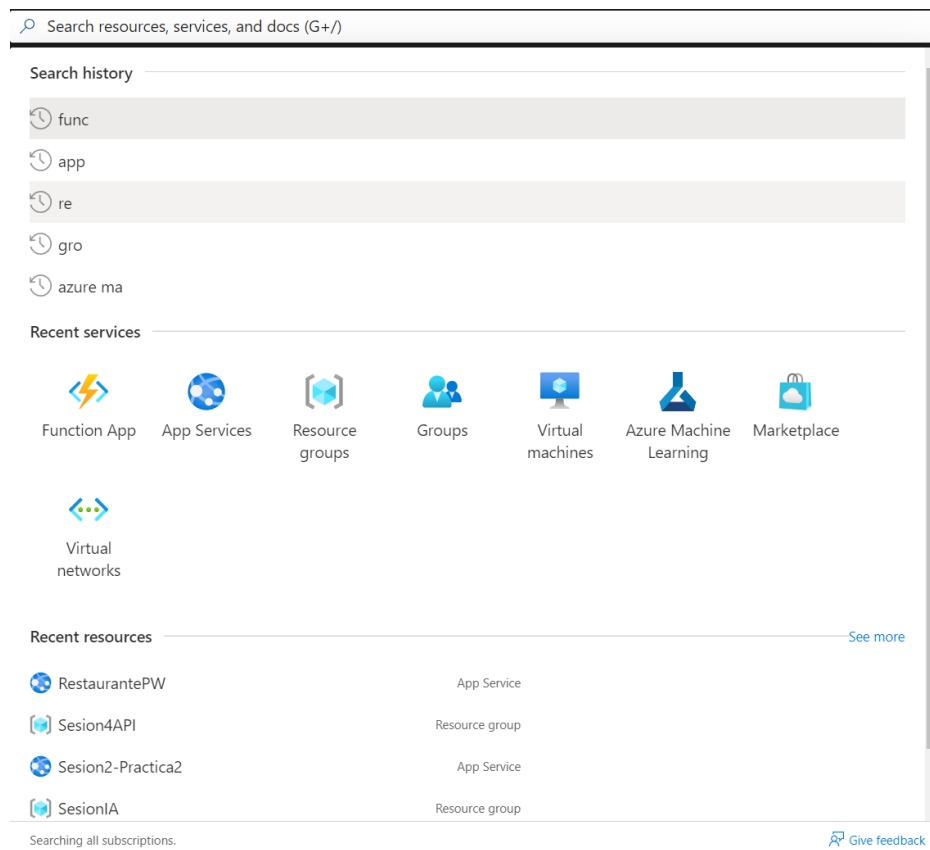 Search resources, services, and docs (G+/)
Search history
func
app
re
gro
azure ma
Recent services
Function App
App Services
Resource
groups
Groups
Virtual
machines
Azure Machine
Learning
Marketplace
Virtual
networks
Recent resources
See more
RestaurantePW
App Service
Sesion4API
Resource group
Sesion2-Practica2
App Service
SesionIA
Resource group
Searching all subscriptions.
Give feedback